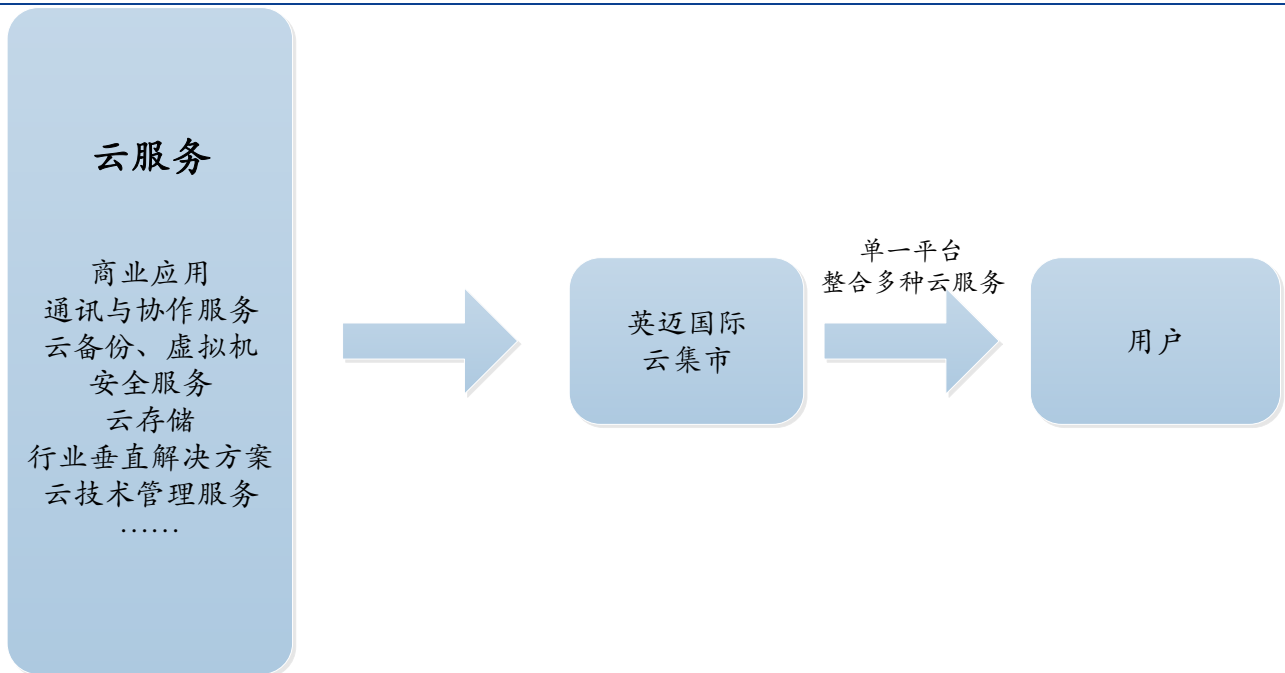 云服务
商业应用
通讯与协作服务
云备份、虚拟机
安全服务
云存储
行业垂直解决方案
云技术管理服务
……
英迈国际
云集市
单一平台
整合多种云服务
用户